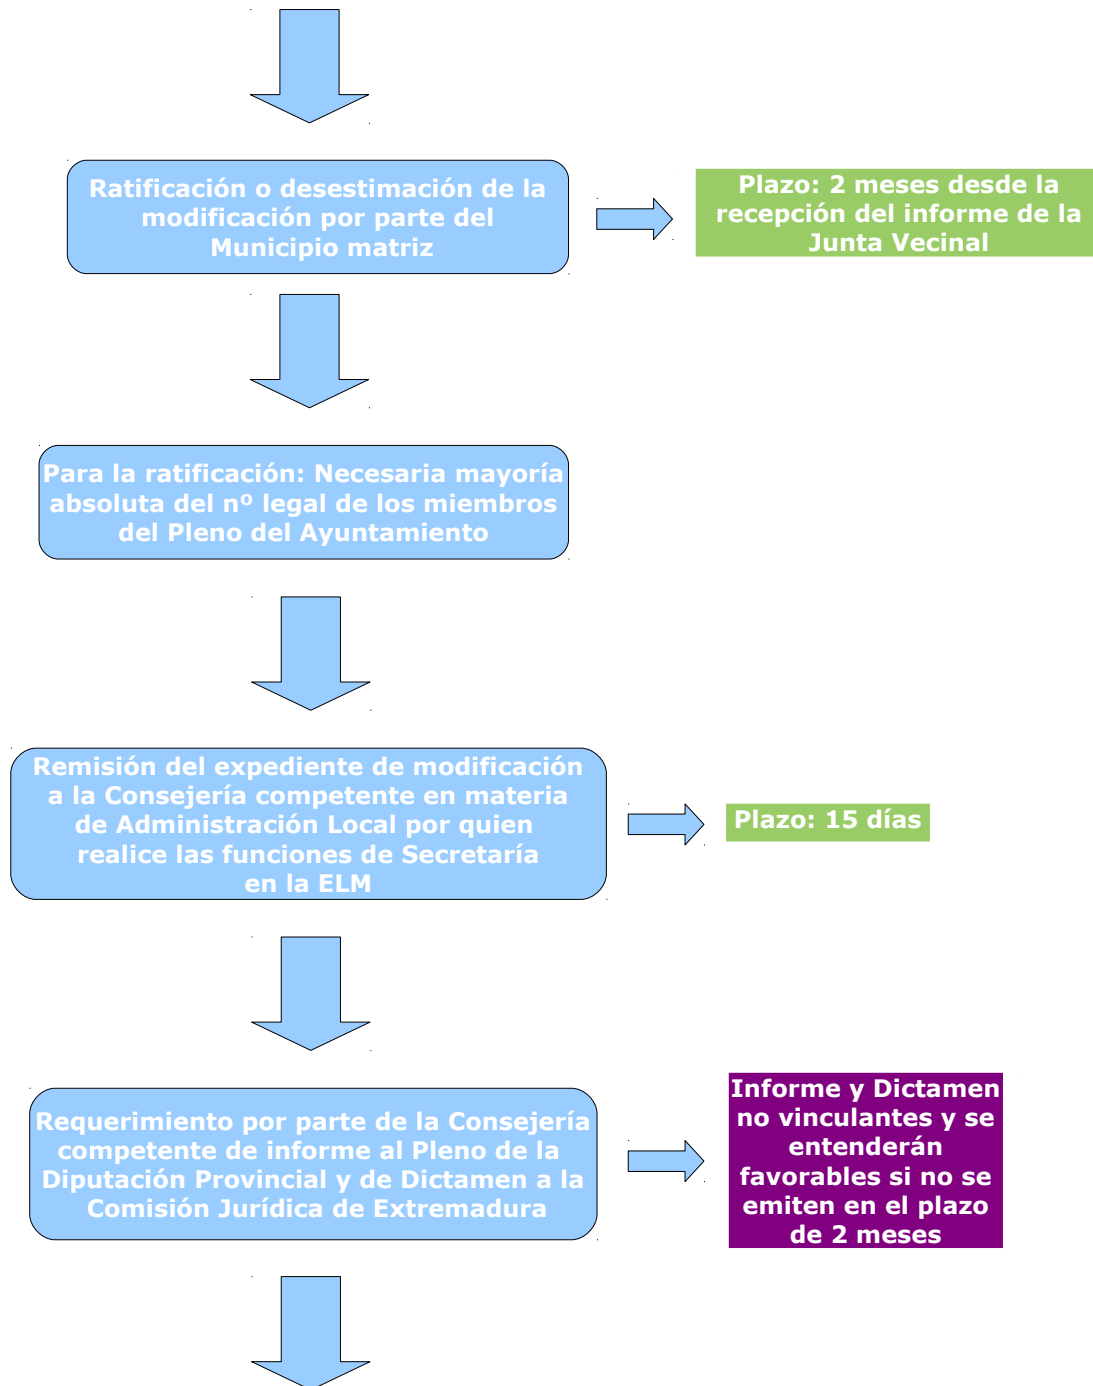 Ratificación o desestimación de la
modificación por parte del
Municipio matriz
Plazo: 2 meses desde la
recepción del informe de la
Junta Vecinal
Para la ratificación: Necesaria mayoría
absoluta del nº legal de los miembros
del Pleno del Ayuntamiento
Remisión del expediente de modificación
a la Consejería competente en materia
de Administración Local por quien
realice las funciones de Secretaría
en la ELM
Plazo: 15 días
Requerimiento por parte de la Consejería
competente de informe al Pleno de la
Diputación Provincial y de Dictamen a la
Comisión Jurídica de Extremadura
Informe y Dictamen
no vinculantes y se
entenderán
favorables si no se
emiten en el plazo
de 2 meses